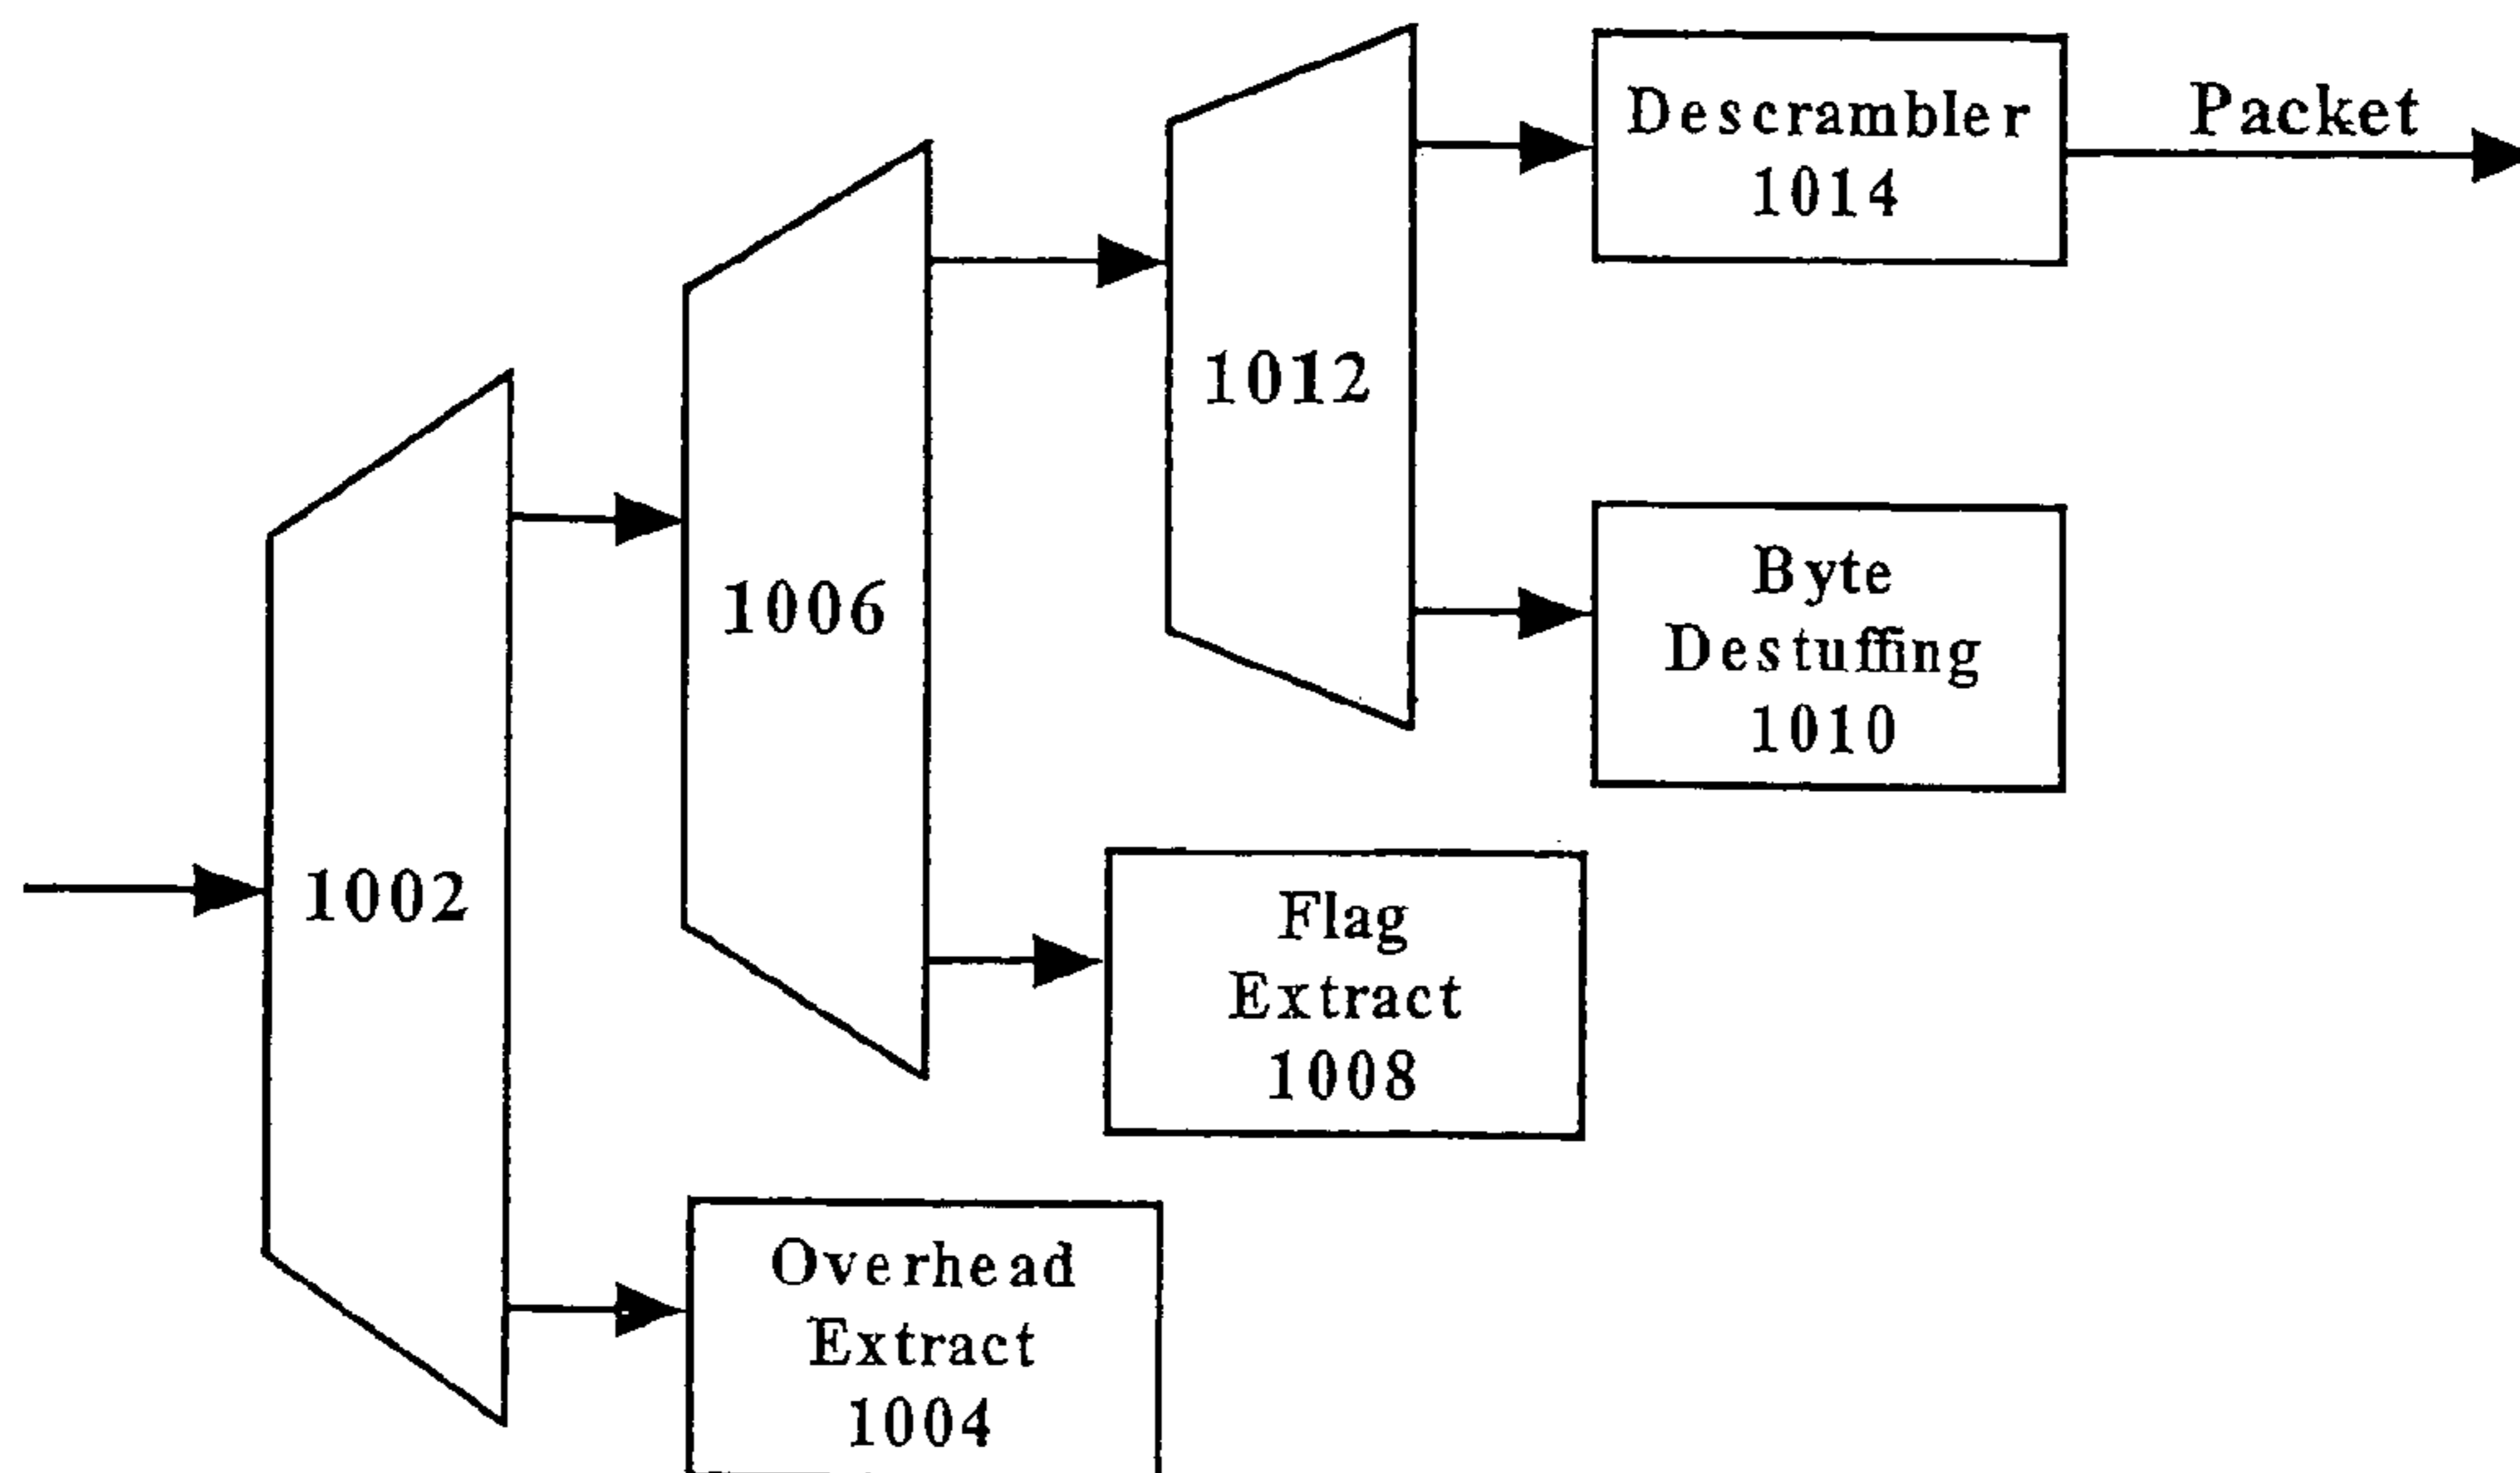 Descrambler
1014
Packet
1012
1006
Byte
Destuffing
1010
1002
Flag
Extract
1008
Overhead
Extract
1004